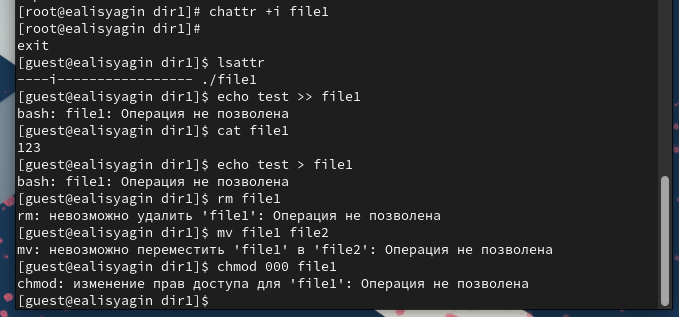 [root@ealisyagin dir1]# chattr +i file1
[root@ealisyagin dir1]#
exit
[guest@ealisyagin dir1]$ lsattr
----i----------------- ./file1
[guest@ealisyagin dir1]$ echo test >> file1
bash: file1: Операция не позволена
[guest@ealisyagin dir1]$ cat file1
123
[guest@ealisyagin dir1]$ echo test > file1
bash: file1: Операция не позволена
[guest@ealisyagin dir1]$ rm file1
rm: невозможно удалить 'file1': Операция не позволена
[guest@ealisyagin dir1]$ mv file1 file2
mv: невозможно переместить 'file1' в 'file2': Операция не позволена
[guest@ealisyagin dir1]$ chmod 000 file1
chmod: изменение прав доступа для 'file1': Операция не позволена
[guest@ealisyagin dir1]$